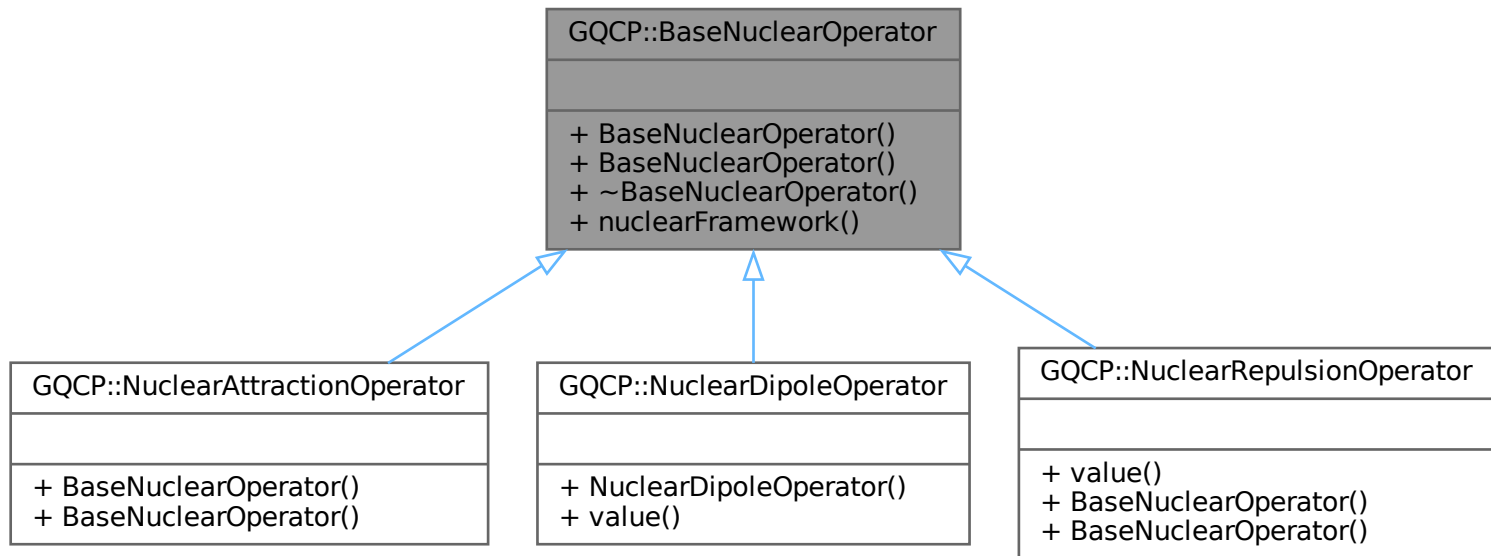 GQCP::BaseNuclearOperator
+ BaseNuclearOperator()
+ BaseNuclearOperator()
+ ~BaseNuclearOperator()
+ nuclearFramework()
GQCP::NuclearAttractionOperator
+ BaseNuclearOperator()
+ BaseNuclearOperator()
GQCP::NuclearDipoleOperator
+ NuclearDipoleOperator()
+ value()
GQCP::NuclearRepulsionOperator
+ value()
+ BaseNuclearOperator()
+ BaseNuclearOperator()